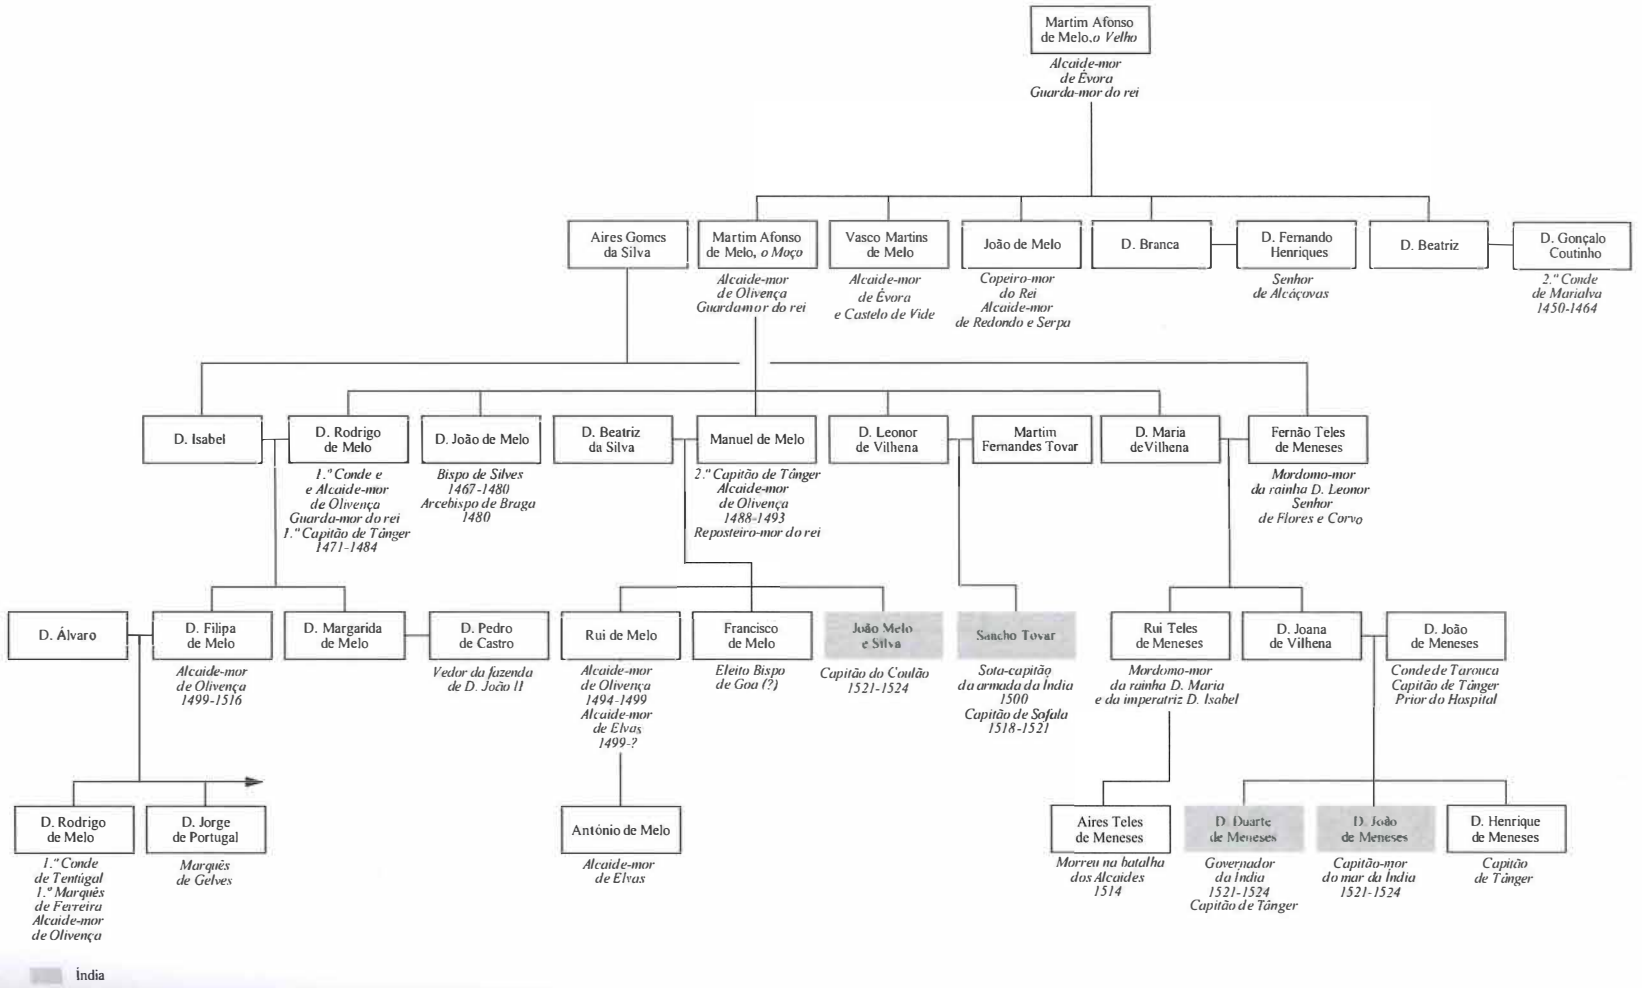 Martim Afonso
de Melo, o Velho
Alcaide-mor
de Évora
Guarda-mor do rei
Aires Gomes
da Silva
Martim Afonso
de Melo, o Moço
Alcaide-mor
de Olivença
Guarda-mor do rei
Vasco Martins
de Melo
Alcaide-mor
de Évora
e Castelo de Vide
João de Melo
Copeiro-mor
do Rei
Alcaide-mor
de Redondo e Serpa
D. Branca
D. Fernando
Henriques
Senhor
de Alcáçovas
D. Beatriz
D. Gonçalo
Coutinho
2.º Conde
de Marialva
1450-1464
D. Isabel
D. Rodrigo
de Melo
1.º Conde e
e Alcaide-mor
de Olivença
Guarda-mor do rei
1.º Capitão de Tânger
1471-1484
D. João de Melo
Bispo de Silves
1467-1480
Arcebispo de Braga
1480
D. Beatriz
da Silva
Manuel de Melo
2.º Capitão de Tânger
Alcaide-mor
de Olivença
1488-1493
Reposteiro-mor do rei
D. Leonor
de Vilhena
Martim
Fernandes Tovar
D. Maria
de Vilhena
Fernão Teles
de Meneses
Mordomo-mor
da rainha D. Leonor
Senhor
de Flores e Corvo
D. Álvaro
D. Filipa
de Melo
Alcaide-mor
de Olivença
1499-1516
D. Margarida
de Melo
D. Pedro
de Castro
Vedor da fazenda
de D. João II
Rui de Melo
Alcaide-mor
de Olivença
1494-1499
Alcaide-mor
de Elvas
1499-?
Francisco
de Melo
Eleito Bispo
de Goa (?)
João Melo
e Silva
Capitão do Coulão
1521-1524
Sancho Tovar
Sota-capitão
da armada da Índia
1500
Capitão de Sofala
1518-1521
Rui Teles
de Meneses
Mordomo-mor
da rainha D. Maria
e da imperatriz D. Isabel
D. Joana
de Vilhena
D. João
de Meneses
Conde de Tarouca
Capitão de Tânger
Prior do Hospital
D. Rodrigo
de Melo
1.º Conde
de Tentúgal
1.º Marquês
de Ferreira
Alcaide-mor
de Olivença
D. Jorge
de Portugal
Marquês
de Gelves
António de Melo
Alcaide-mor
de Elvas
Aires Teles
de Meneses
Morreu na batalha
dos Alcaides
1514
D. Duarte
de Meneses
Governador
da Índia
1521-1524
Capitão de Tânger
D. João
de Meneses
Capitão-mor
do mar da Índia
1521-1524
D. Henrique
de Meneses
Capitão
de Tânger
Índia